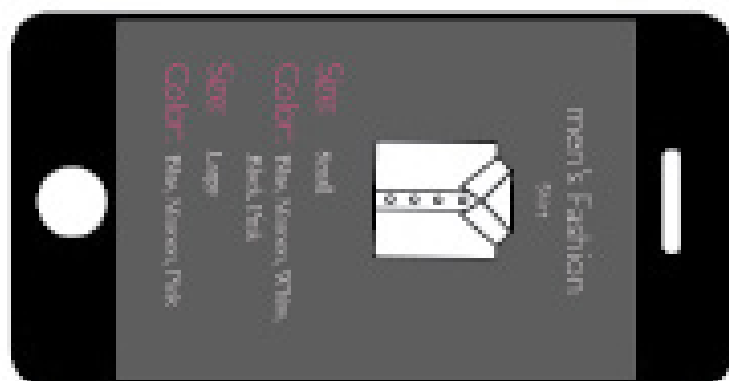 men's Fashion
Shirt
Size: Small
Color: Blue, Maroon, White,
Black, Pink
Size: Large
Color: Blue, Maroon, Pink